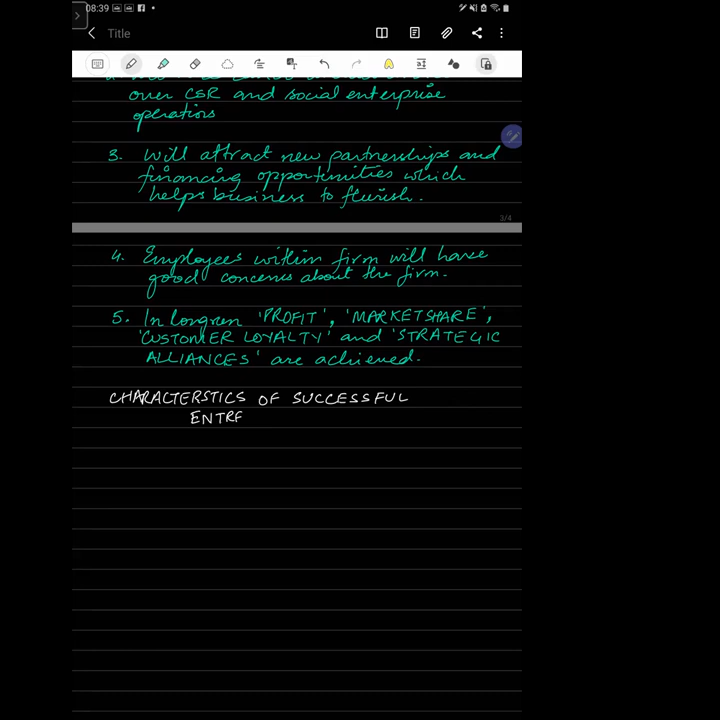 08:39
Title
over CSR and social enterprise
operations
3. Will attract new partnerships and
financing opportunities which
helps business to flurish.
3/4
4. Employees within firm will have
good concerns about the firm.
5. In longrun 'PROFIT', 'MARKETSHARE',
'CUSTOMER LOYALTY' and 'STRATEGIC
ALLIANCES' are achieved.
CHARACTERSTICS OF SUCCESSFUL
ENTRE